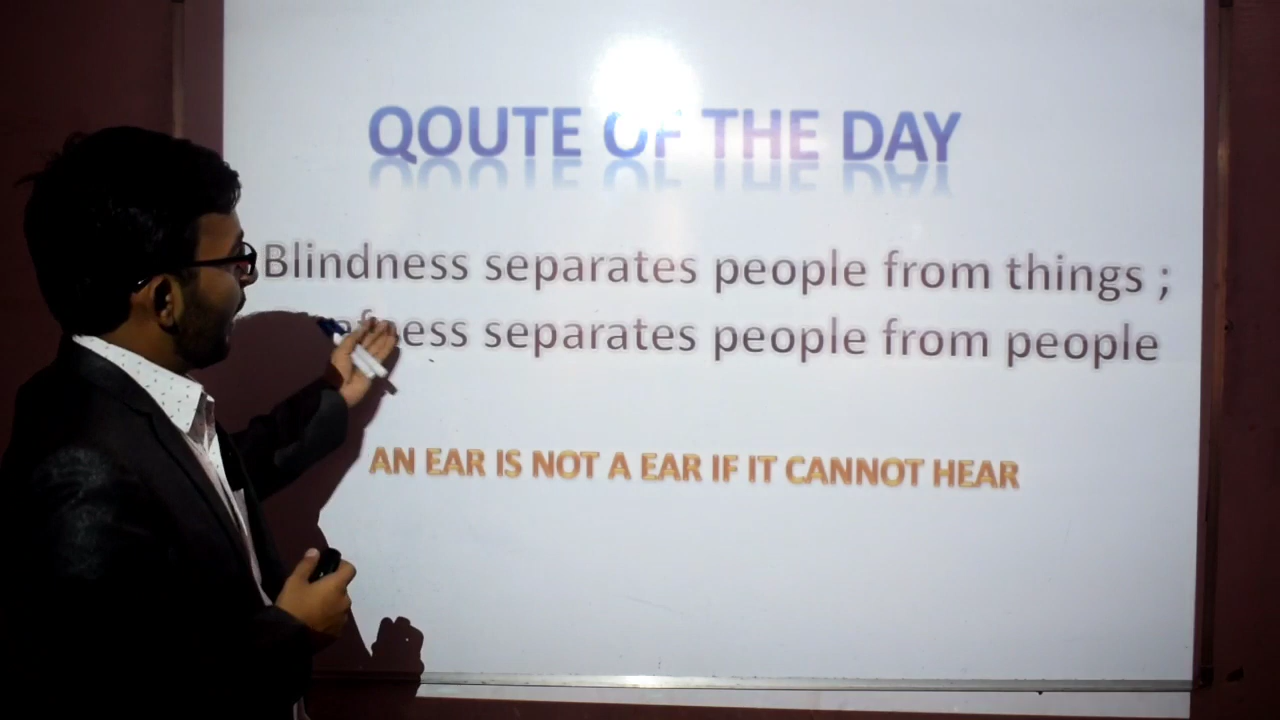 QOUTE OF THE DAY
Blindness separates people from things ;
separates people from people
AN EAR IS NOT A EAR IF IT CANNOT HEAR